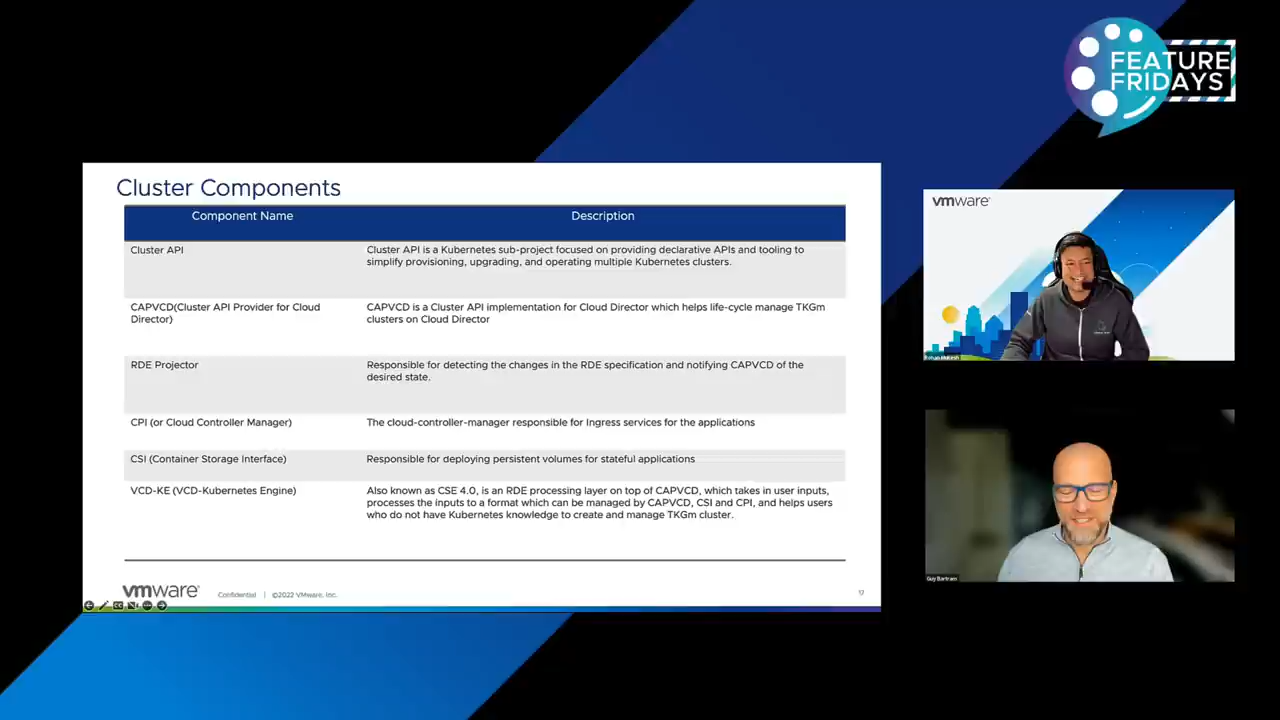 FEATURE
FRIDAYS
Cluster Components
Component Name
Description
Cluster API
Cluster API is a Kubernetes sub-project focused on providing declarative APIs and tooling to
simplify provisioning, upgrading, and operating multiple Kubernetes clusters.
CAPVCD(Cluster API Provider for Cloud
Director)
CAPVCD is a Cluster API implementation for Cloud Director which helps life-cycle manage TKGm
clusters on Cloud Director
RDE Projector
Responsible for detecting the changes in the RDE specification and notifying CAPVCD of the
desired state.
CPI (or Cloud Controller Manager)
The cloud-controller-manager responsible for Ingress services for the applications
CSI (Container Storage Interface)
Responsible for deploying persistent volumes for stateful applications
VCD-KE (VCD-Kubernetes Engine)
Also known as CSE 4.0, is an RDE processing layer on top of CAPVCD, which takes in user inputs,
processes the inputs to a format which can be managed by CAPVCD, CSI and CPI, and helps users
who do not have Kubernetes knowledge to create and manage TKGm cluster.
vmware®
Confidential | ©2022 VMware, Inc.
17
vmware®
Guy Bartram